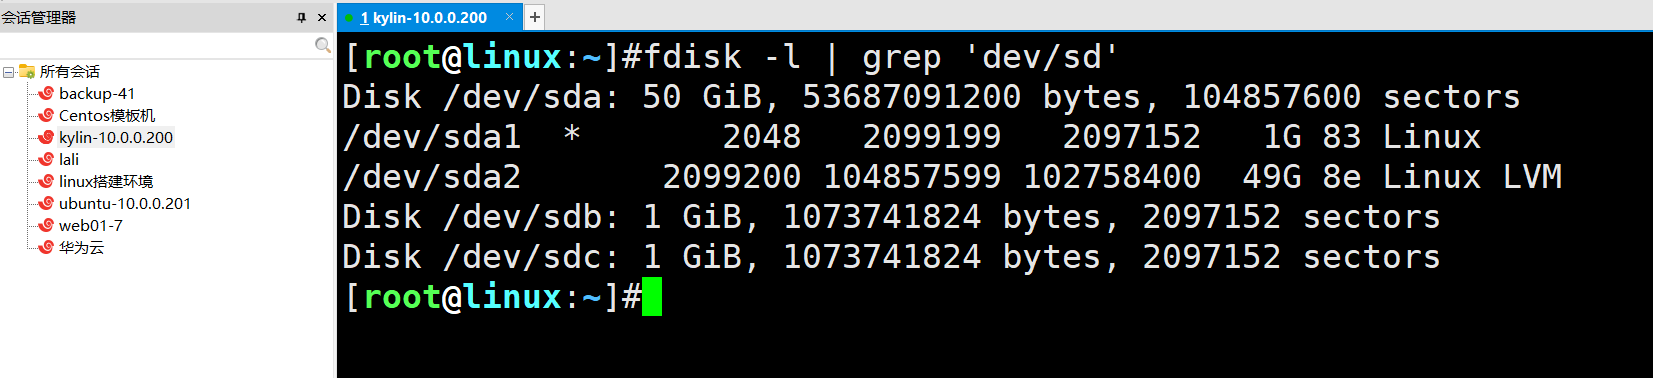 会话管理器
所有会话
backup-41
Centos模板机
kylin-10.0.0.200
lali
linux搭建环境
ubuntu-10.0.0.201
web01-7
华为云
1 kylin-10.0.0.200
[root@linux:~]#fdisk -l | grep 'dev/sd'
Disk /dev/sda: 50 GiB, 53687091200 bytes, 104857600 sectors
/dev/sda1  *       2048   2099199   2097152   1G 83 Linux
/dev/sda2       2099200 104857599 102758400  49G 8e Linux LVM
Disk /dev/sdb: 1 GiB, 1073741824 bytes, 2097152 sectors
Disk /dev/sdc: 1 GiB, 1073741824 bytes, 2097152 sectors
[root@linux:~]#